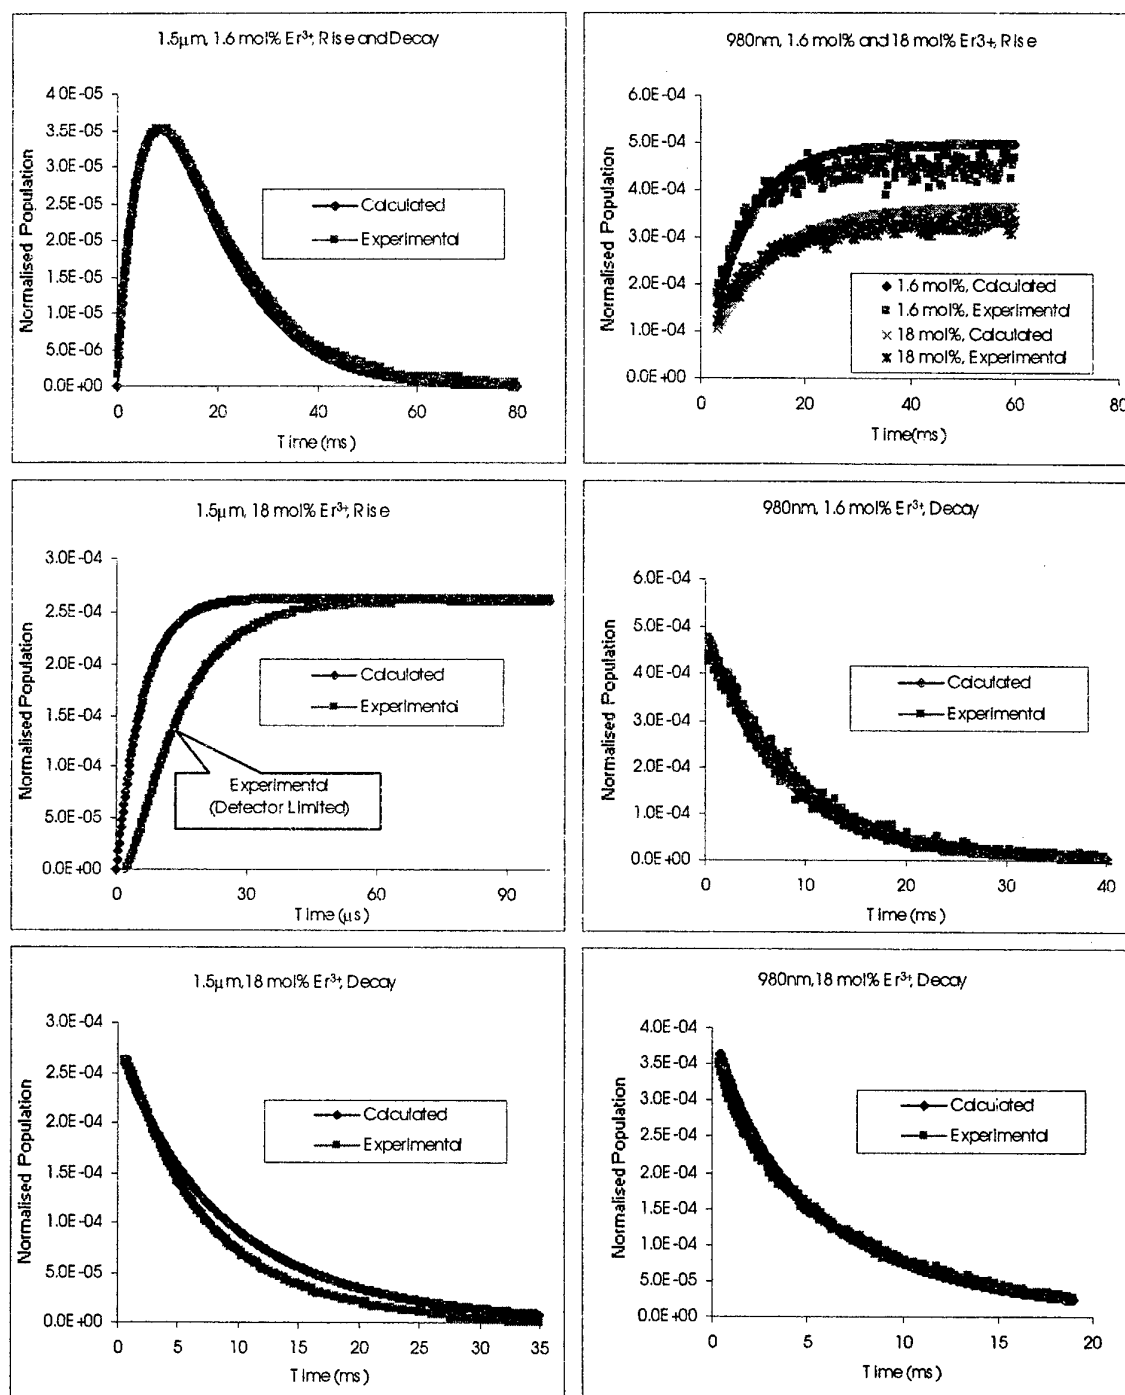 1.5μm, 1.6 mol% Er³⁺, Rise and Decay
Normalised Population
4.0E-05
3.5E-05
3.0E-05
2.5E-05
2.0E-05
1.5E-05
1.0E-05
5.0E-06
0.0E+00
0
20
40
60
80
Time (ms)
Calculated
Experimental
980nm, 1.6 mol% and 18 mol% Er3+, Rise
Normalised Population
6.0E-04
5.0E-04
4.0E-04
3.0E-04
2.0E-04
1.0E-04
0.0E+00
0
20
40
60
80
Time(ms)
1.6 mol%, Calculated
1.6 mol%, Experimental
18 mol%, Calculated
18 mol%, Experimental
1.5μm, 18 mol% Er³⁺, Rise
Normalised Population
3.0E-04
2.5E-04
2.0E-04
1.5E-04
1.0E-04
5.0E-05
0.0E+00
0
30
60
90
Time (μs)
Calculated
Experimental
Experimental
(Detector Limited)
980nm, 1.6 mol% Er³⁺, Decay
Normalised Population
6.0E-04
5.0E-04
4.0E-04
3.0E-04
2.0E-04
1.0E-04
0.0E+00
0
10
20
30
40
Time (ms)
Calculated
Experimental
1.5μm, 18 mol% Er³⁺, Decay
Normalised Population
3.0E-04
2.5E-04
2.0E-04
1.5E-04
1.0E-04
5.0E-05
0.0E+00
0
5
10
15
20
25
30
35
Time (ms)
Calculated
Experimental
980nm, 18 mol% Er³⁺, Decay
Normalised Population
4.0E-04
3.5E-04
3.0E-04
2.5E-04
2.0E-04
1.5E-04
1.0E-04
5.0E-05
0.0E+00
0
5
10
15
20
Time (ms)
Calculated
Experimental